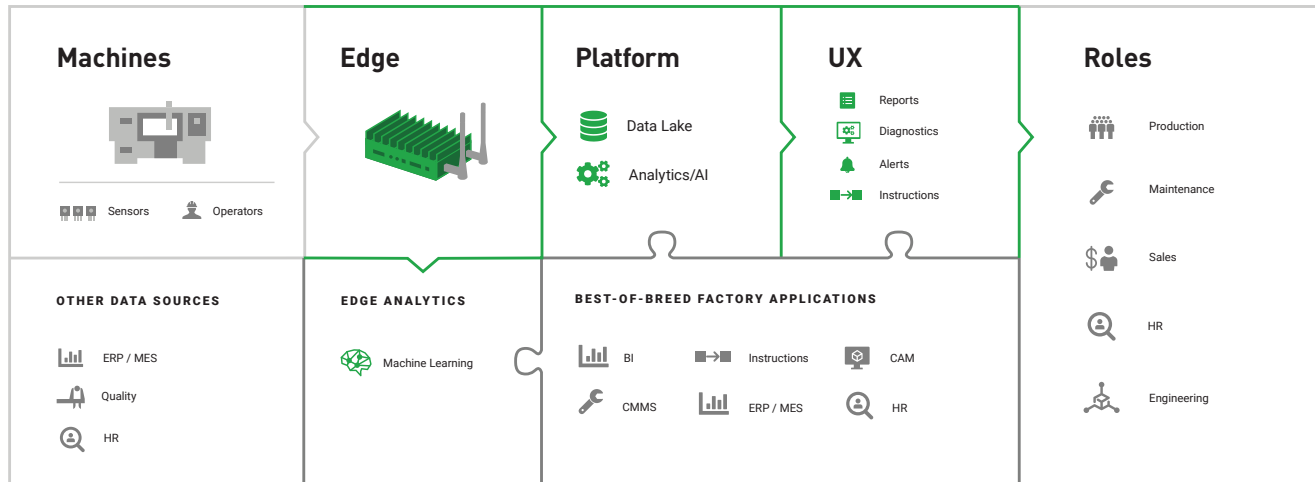 Machines
Sensors
Operators
Edge
Platform
Data Lake
Analytics/AI
UX
Reports
Diagnostics
Alerts
Instructions
Roles
Production
Maintenance
Sales
HR
Engineering
OTHER DATA SOURCES
ERP / MES
Quality
HR
EDGE ANALYTICS
Machine Learning
BEST-OF-BREED FACTORY APPLICATIONS
BI
Instructions
CAM
CMMS
ERP / MES
HR